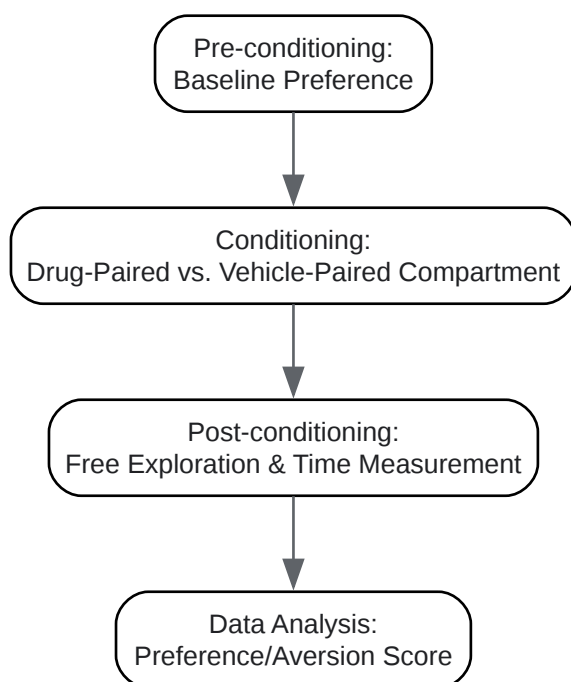 Pre-conditioning:
Baseline Preference
Conditioning:
Drug-Paired vs. Vehicle-Paired Compartment
Post-conditioning:
Free Exploration & Time Measurement
Data Analysis:
Preference/Aversion Score